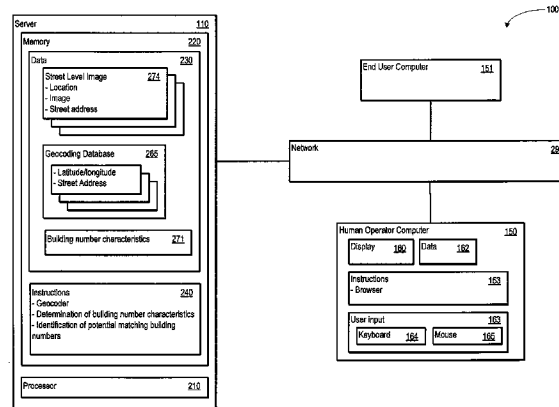 100
Server 110
Memory 220
Data 230
Street Level Image 274
- Location
- Image
- Street address
Geocoding Database 265
- Latitude/longitude
- Street Address
Building number characteristics 271
Instructions 240
- Geocoder
- Determination of building number characteristics
- Identification of potential matching building
numbers
Processor 210
End User Computer 151
Network 29
Human Operator Computer 150
Display 160
Data 162
Instructions 163
- Browser
User input 163
Keyboard 164
Mouse 165